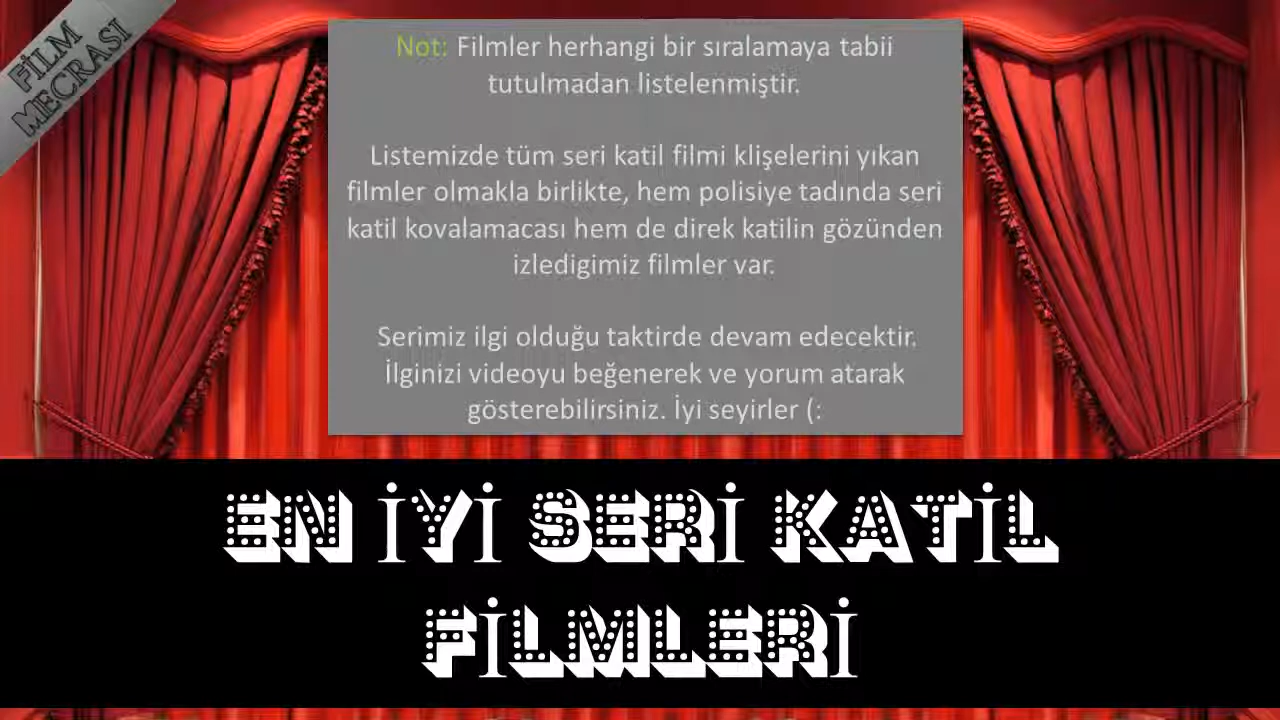 FİLM
MECRASI
Not: Filmler herhangi bir sıralamaya tabii
tutulmadan listelenmiştir.
Listemizde tüm seri katil filmi klişelerini yıkan
filmler olmakla birlikte, hem polisiye tadında seri
katil kovalamacası hem de direk katilin gözünden
izledigimiz filmler var.
Serimiz ilgi olduğu taktirde devam edecektir.
İlginizi videoyu beğenerek ve yorum atarak
gösterebilirsiniz. İyi seyirler (:
EN İYİ SERİ KATİL
FİLMLERİ